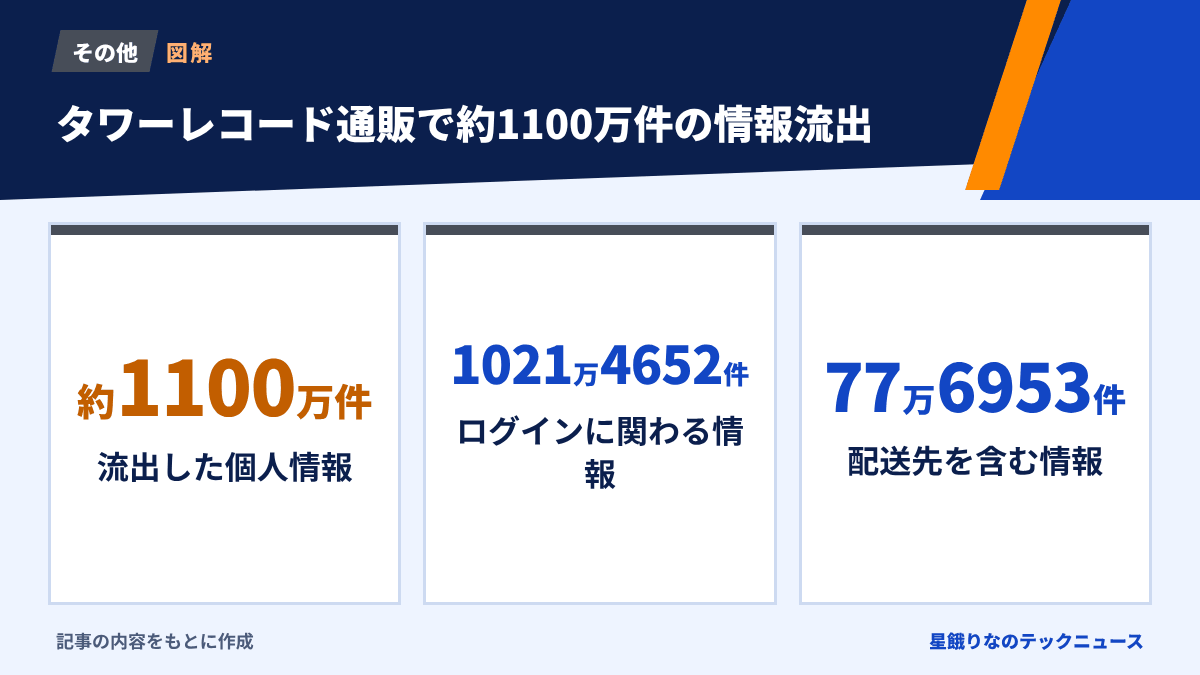 その他 図解
タワーレコード通販で約1100万件の情報流出
約1100万件
流出した個人情報
1021万4652件
ログインに関わる情
報
77万6953件
配送先を含む情報
記事の内容をもとに作成
星餓りなのテックニュース